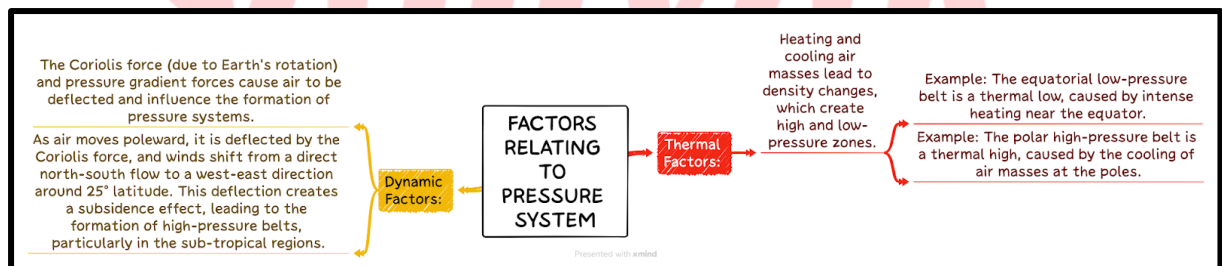 The Coriolis force (due to Earth's rotation)
and pressure gradient forces cause air to be
deflected and influence the formation of
pressure systems.
As air moves poleward, it is deflected by the
Coriolis force, and winds shift from a direct
north-south flow to a west-east direction
around 25° latitude. This deflection creates
a subsidence effect, leading to the
formation of high-pressure belts,
particularly in the sub-tropical regions.
Dynamic
Factors:
FACTORS
RELATING
TO
PRESSURE
SYSTEM
Thermal
Factors:
Heating and
cooling air
masses lead to
density changes,
which create
high and low-
pressure zones.
Example: The equatorial low-pressure
belt is a thermal low, caused by intense
heating near the equator.
Example: The polar high-pressure belt is
a thermal high, caused by the cooling of
air masses at the poles.
Presented with xmind